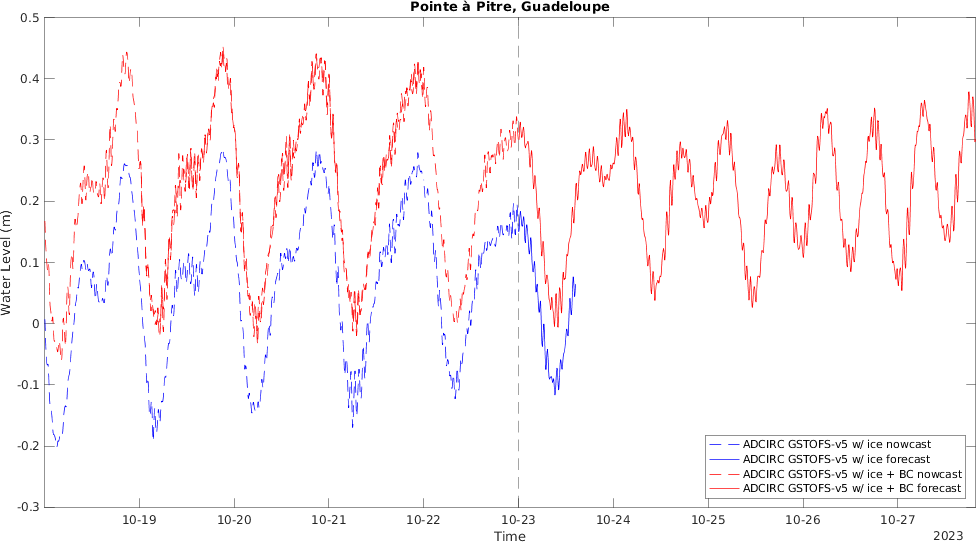 Pointe à Pitre, Guadeloupe
0.5
0.4
0.3
0.2
0.1
0
-0.1
-0.2
-0.3
Water Level (m)
ADCIRC GSTOFS-v5 w/ ice nowcast
ADCIRC GSTOFS-v5 w/ ice forecast
ADCIRC GSTOFS-v5 w/ ice + BC nowcast
ADCIRC GSTOFS-v5 w/ ice + BC forecast
10-19 10-20 10-21 10-22 10-23 10-24 10-25 10-26 10-27
Time
2023